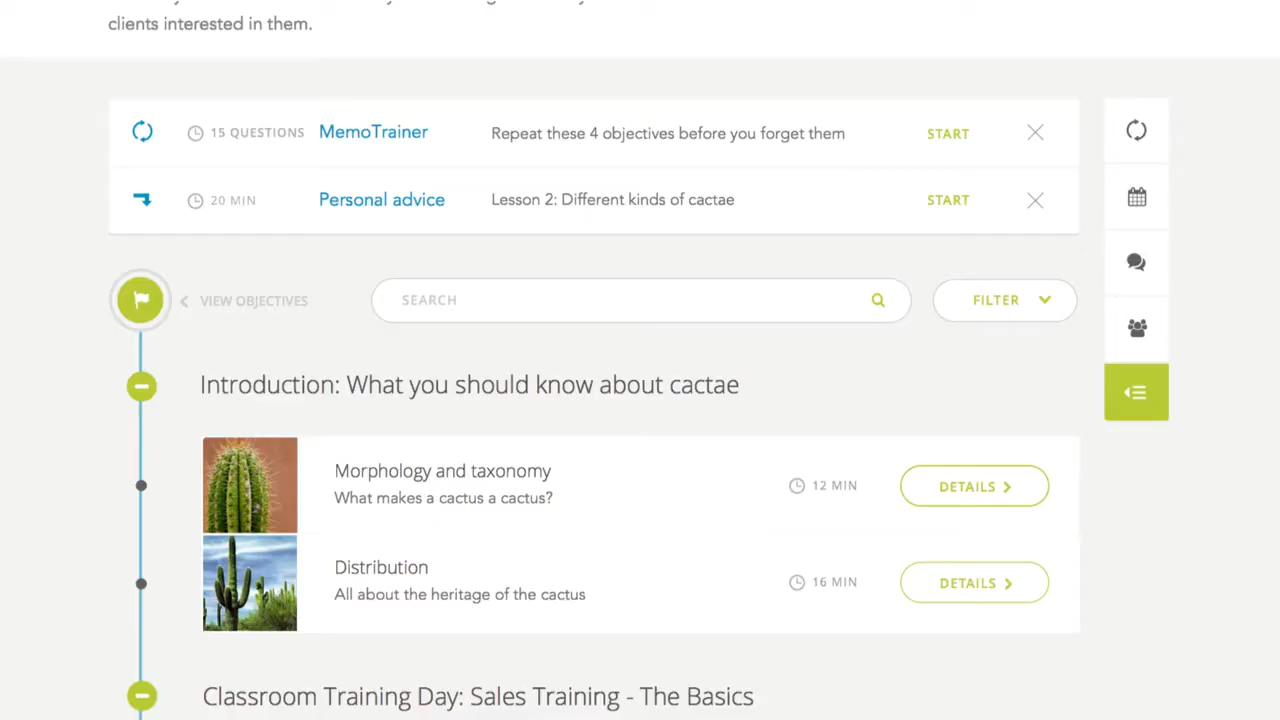 clients interested in them.
15 QUESTIONS MemoTrainer Repeat these 4 objectives before you forget them START
20 MIN Personal advice Lesson 2: Different kinds of cactae START
VIEW OBJECTIVES SEARCH FILTER
Introduction: What you should know about cactae
Morphology and taxonomy
What makes a cactus a cactus?
12 MIN DETAILS
Distribution
All about the heritage of the cactus
16 MIN DETAILS
Classroom Training Day: Sales Training - The Basics